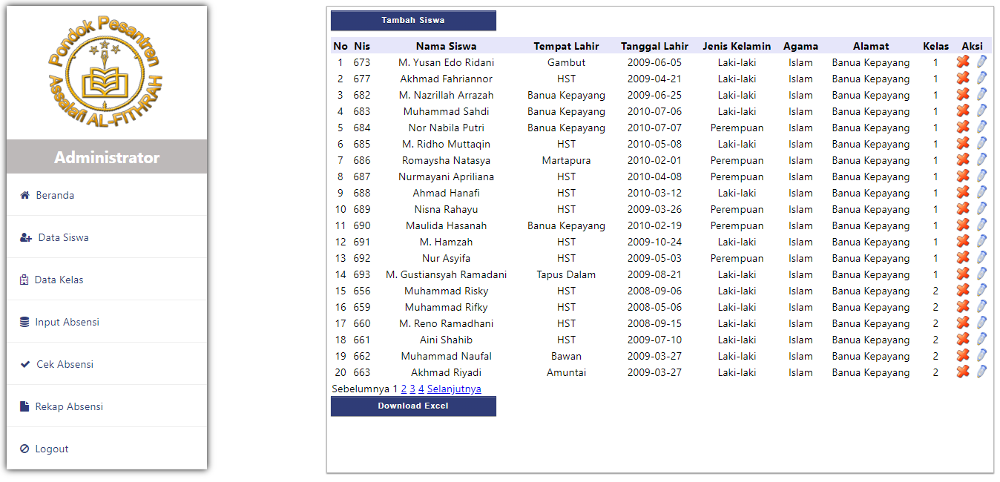 Pondok Pesantren
Assalafi AL-FITHRAH
Administrator
Beranda
Data Siswa
Data Kelas
Input Absensi
Cek Absensi
Rekap Absensi
Logout
Tambah Siswa
No Nis Nama Siswa Tempat Lahir Tanggal Lahir Jenis Kelamin Agama Alamat Kelas Aksi
1 673 M. Yusan Edo Ridani Gambut 2009-06-05 Laki-laki Islam Banua Kepayang 1
2 677 Akhmad Fahriannor HST 2009-04-21 Laki-laki Islam Banua Kepayang 1
3 682 M. Nazrillah Arrazah Banua Kepayang 2009-06-25 Laki-laki Islam Banua Kepayang 1
4 683 Muhammad Sahdi Banua Kepayang 2010-07-06 Laki-laki Islam Banua Kepayang 1
5 684 Nor Nabila Putri Banua Kepayang 2010-07-07 Perempuan Islam Banua Kepayang 1
6 685 M. Ridho Muttaqin HST 2010-05-08 Laki-laki Islam Banua Kepayang 1
7 686 Romaysha Natasya Martapura 2010-02-01 Perempuan Islam Banua Kepayang 1
8 687 Nurmayani Apriliana HST 2010-04-08 Perempuan Islam Banua Kepayang 1
9 688 Ahmad Hanafi HST 2010-03-12 Laki-laki Islam Banua Kepayang 1
10 689 Nisna Rahayu HST 2009-03-26 Perempuan Islam Banua Kepayang 1
11 690 Maulida Hasanah Banua Kepayang 2010-02-19 Perempuan Islam Banua Kepayang 1
12 691 M. Hamzah HST 2009-10-24 Laki-laki Islam Banua Kepayang 1
13 692 Nur Asyifa HST 2009-05-03 Perempuan Islam Banua Kepayang 1
14 693 M. Gustiansyah Ramadani Tapus Dalam 2009-08-21 Laki-laki Islam Banua Kepayang 1
15 656 Muhammad Risky HST 2008-09-06 Laki-laki Islam Banua Kepayang 2
16 659 Muhammad Rifky HST 2008-05-06 Laki-laki Islam Banua Kepayang 2
17 660 M. Reno Ramadhani HST 2008-09-15 Laki-laki Islam Banua Kepayang 2
18 661 Aini Shahib HST 2009-07-10 Laki-laki Islam Banua Kepayang 2
19 662 Muhammad Naufal Bawan 2009-03-27 Laki-laki Islam Banua Kepayang 2
20 663 Akhmad Riyadi Amuntai 2009-03-27 Laki-laki Islam Banua Kepayang 2
Sebelumnya 1 2 3 4 Selanjutnya
Download Excel